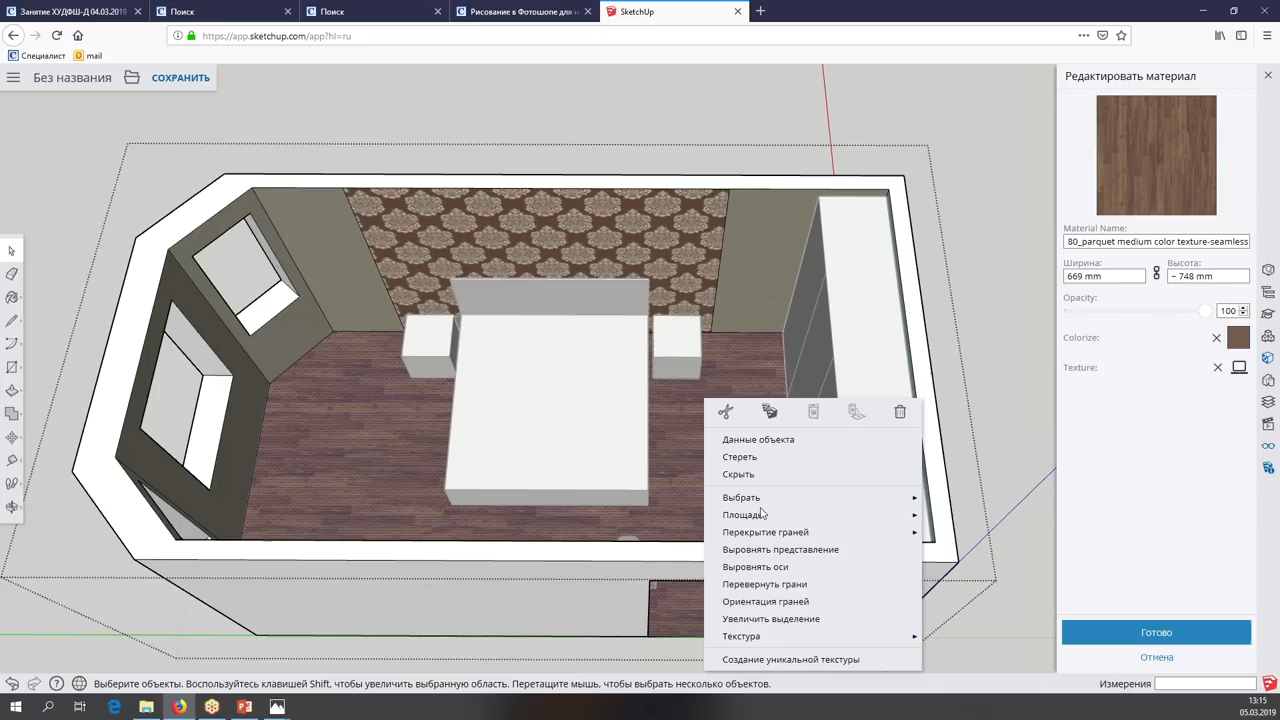 Занятие ХУДФШ-Д 04.03.2019
Поиск
Поиск
Рисование в Фотошопе для н
SketchUp
https://app.sketchup.com/app?hl=ru
Специалист
mail
Без названия
СОХРАНИТЬ
Редактировать материал
Material Name:
80_parquet medium color texture-seamless
Ширина:
Высота:
669 mm
~ 748 mm
Opacity:
100
Colorize:
Texture:
Готово
Отмена
Данные объекта
Стереть
Скрыть
Выбрать
Площадь
Перекрытие граней
Выровнять представление
Выровнять оси
Перевернуть грани
Ориентация граней
Увеличить выделение
Текстура
Создание уникальной текстуры
Выберите объекты. Воспользуйтесь клавишей Shift, чтобы увеличить выбранную область. Перетащите мышь, чтобы выбрать несколько объектов.
Измерения
13:15
05.03.2019